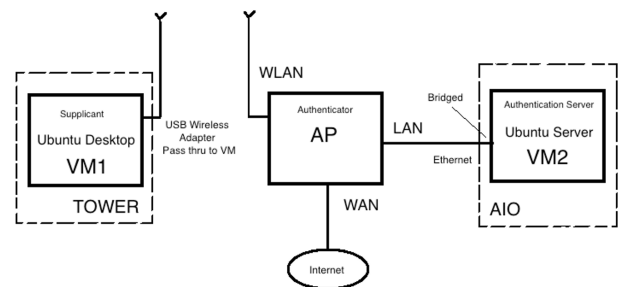 Supplicant
Ubuntu Desktop
VM1
TOWER
USB Wireless
Adapter
Pass thru to VM
WLAN
Authenticator
AP
LAN
WAN
Internet
Bridged
Ethernet
Authentication Server
Ubuntu Server
VM2
AIO